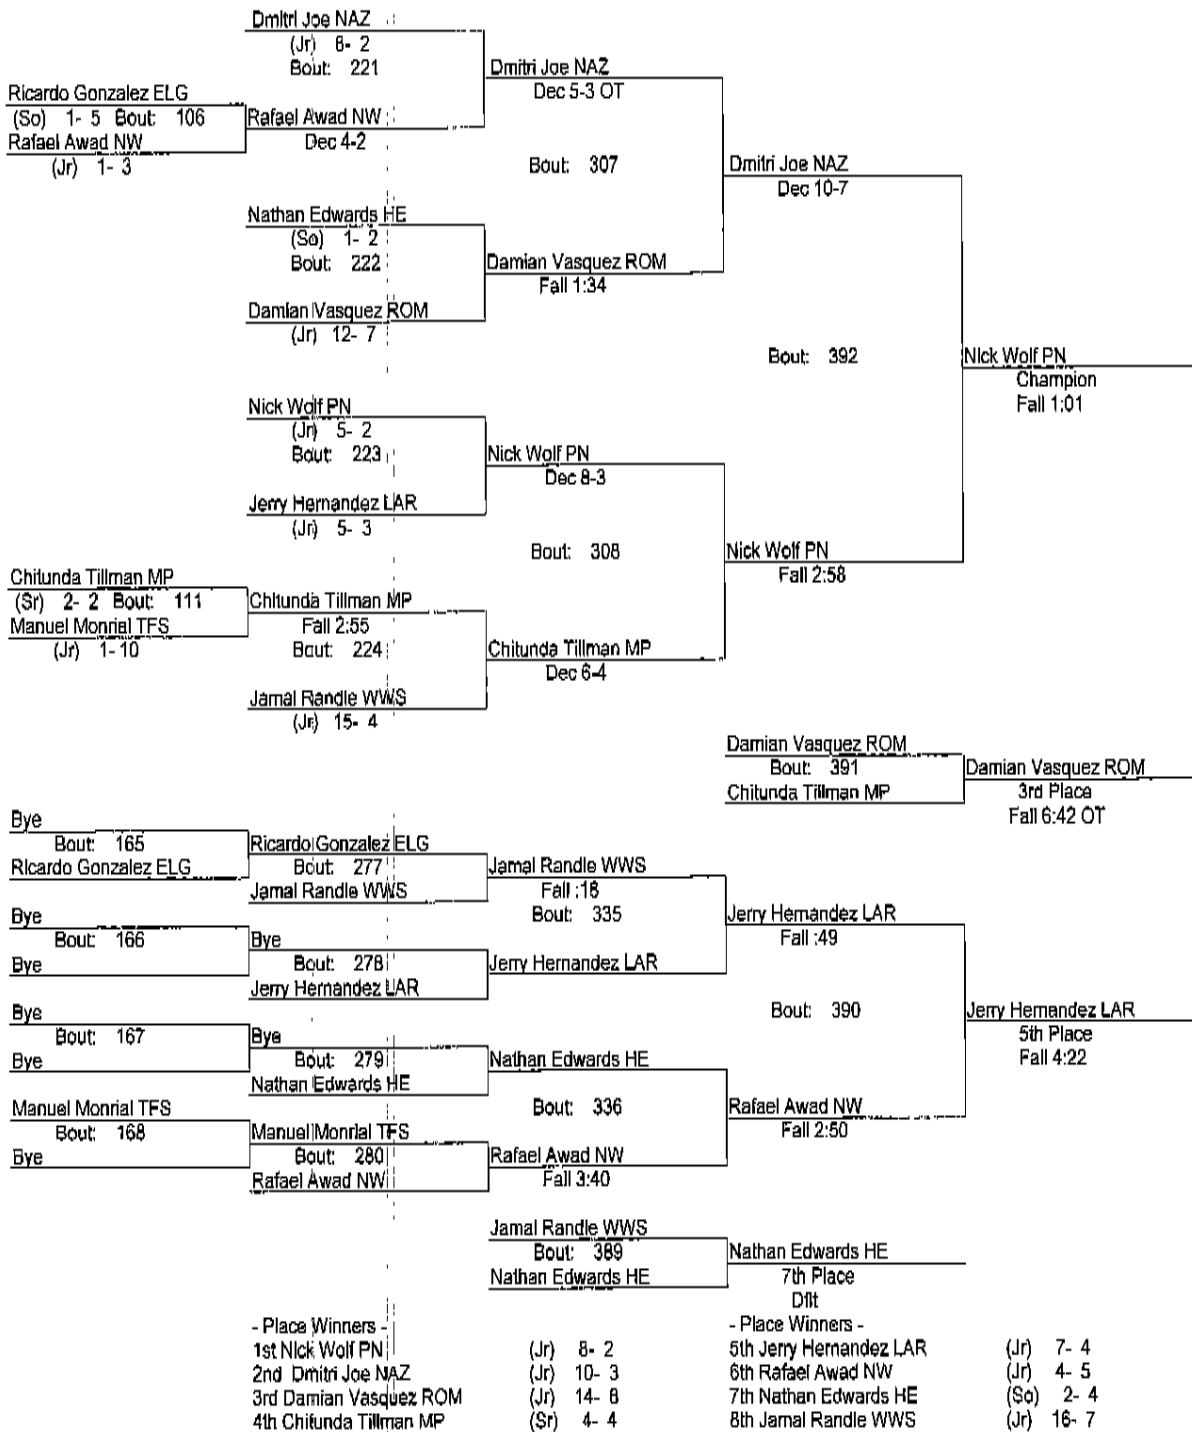 Dmitri Joe NAZ
(Jr) 8- 2
Bout: 221
Dmitri Joe NAZ
Dec 5-3 OT
Ricardo Gonzalez ELG
(So) 1- 5 Bout: 106
Rafael Awad NW
(Jr) 1- 3
Rafael Awad NW
Dec 4-2
Bout: 307
Dmitri Joe NAZ
Dec 10-7
Nathan Edwards HE
(So) 1- 2
Bout: 222
Damian Vasquez ROM
Fall 1:34
Damian Vasquez ROM
(Jr) 12- 7
Bout: 392
Nick Wolf PN
Champion
Fall 1:01
Nick Wolf PN
(Jr) 5- 2
Bout: 223
Nick Wolf PN
Dec 8-3
Jerry Hernandez LAR
(Jr) 5- 3
Bout: 308
Nick Wolf PN
Fall 2:58
Chitunda Tillman MP
(Sr) 2- 2 Bout: 111
Manuel Monrial TFS
(Jr) 1- 10
Chitunda Tillman MP
Fall 2:55
Bout: 224
Chitunda Tillman MP
Dec 6-4
Jamal Randle WWS
(Jr) 15- 4
Damian Vasquez ROM
Bout: 391
Chitunda Tillman MP
Damian Vasquez ROM
3rd Place
Fall 6:42 OT
Bye
Bout: 165
Ricardo Gonzalez ELG
Ricardo Gonzalez ELG
Bout: 277
Jamal Randle WWS
Jamal Randle WWS
Fall :18
Bout: 335
Jerry Hernandez LAR
Fall :49
Bye
Bout: 166
Bye
Bye
Bout: 278
Jerry Hernandez LAR
Jerry Hernandez LAR
Bout: 390
Jerry Hernandez LAR
5th Place
Fall 4:22
Bye
Bout: 167
Bye
Bye
Bout: 279
Nathan Edwards HE
Nathan Edwards HE
Bout: 336
Rafael Awad NW
Fall 2:50
Manuel Monrial TFS
Bout: 168
Bye
Manuel Monrial TFS
Bout: 280
Rafael Awad NW
Rafael Awad NW
Fall 3:40
Jamal Randle WWS
Bout: 389
Nathan Edwards HE
Nathan Edwards HE
7th Place
Dflt
- Place Winners -
1st Nick Wolf PN (Jr) 8- 2
2nd Dmitri Joe NAZ (Jr) 10- 3
3rd Damian Vasquez ROM (Jr) 14- 8
4th Chitunda Tillman MP (Sr) 4- 4
- Place Winners -
5th Jerry Hernandez LAR (Jr) 7- 4
6th Rafael Awad NW (Jr) 4- 5
7th Nathan Edwards HE (So) 2- 4
8th Jamal Randle WWS (Jr) 16- 7